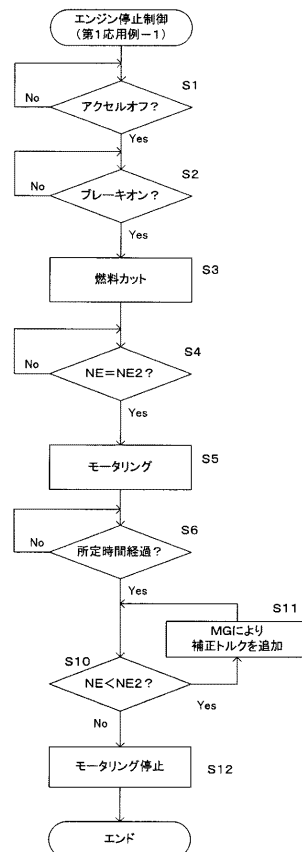 エンジン停止制御
(第1応用例－1)
S1
アクセルオフ?
No
Yes
S2
ブレーキオン?
No
Yes
燃料カット
S3
S4
NE=NE2?
No
Yes
モータリング
S5
S6
所定時間経過?
No
Yes
S11
MGにより
補正トルクを追加
S10
NE<NE2?
Yes
No
モータリング停止
S12
エンド